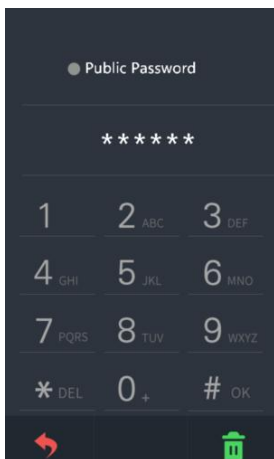 Public Password
******
1 2 ABC 3 DEF
4 GHI 5 JKL 6 MNO
7 PQRS 8 TUV 9 WXYZ
* DEL 0 + # OK